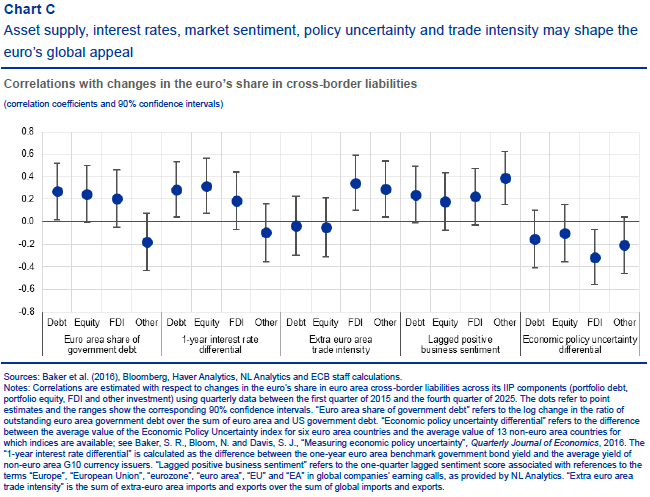 Chart C
Asset supply, interest rates, market sentiment, policy uncertainty and trade intensity may shape the
euro’s global appeal
Correlations with changes in the euro’s share in cross-border liabilities
(correlation coefficients and 90% confidence intervals)
0.8
0.6
0.4
0.2
0.0
-0.2
-0.4
-0.6
-0.8
Debt Equity FDI Other Debt Equity FDI Other Debt Equity FDI Other Debt Equity FDI Other Debt Equity FDI Other
Euro area share of government debt
1-year interest rate differential
Extra euro area trade intensity
Lagged positive business sentiment
Economic policy uncertainty differential
Sources: Baker et al. (2016), Bloomberg, Haver Analytics, NL Analytics and ECB staff calculations.
Notes: Correlations are estimated with respect to changes in the euro’s share in euro area cross-border liabilities across its IIP components (portfolio debt,
portfolio equity, FDI and other investment) using quarterly data between the first quarter of 2015 and the fourth quarter of 2025. The dots refer to point
estimates and the ranges show the corresponding 90% confidence intervals. “Euro area share of government debt” refers to the log change in the ratio of
outstanding euro area government debt over the sum of euro area and US government debt. “Economic policy uncertainty differential” refers to the difference
between the average value of the Economic Policy Uncertainty index for six euro area countries and the average value of 13 non-euro area countries for
which indices are available; see Baker, S. R., Bloom, N. and Davis, S. J., “Measuring economic policy uncertainty”, Quarterly Journal of Economics, 2016. The
“1-year interest rate differential” is calculated as the difference between the one-year euro area benchmark government bond yield and the average yield of
non-euro area G10 currency issuers. “Lagged positive business sentiment” refers to the one-quarter lagged sentiment score associated with references to the
terms “Europe”, “European Union”, “eurozone”, “euro area”, “EU” and “EA” in global companies’ earning calls, as provided by NL Analytics. “Extra euro area
trade intensity” is the sum of extra-euro area imports and exports over the sum of global imports and exports.